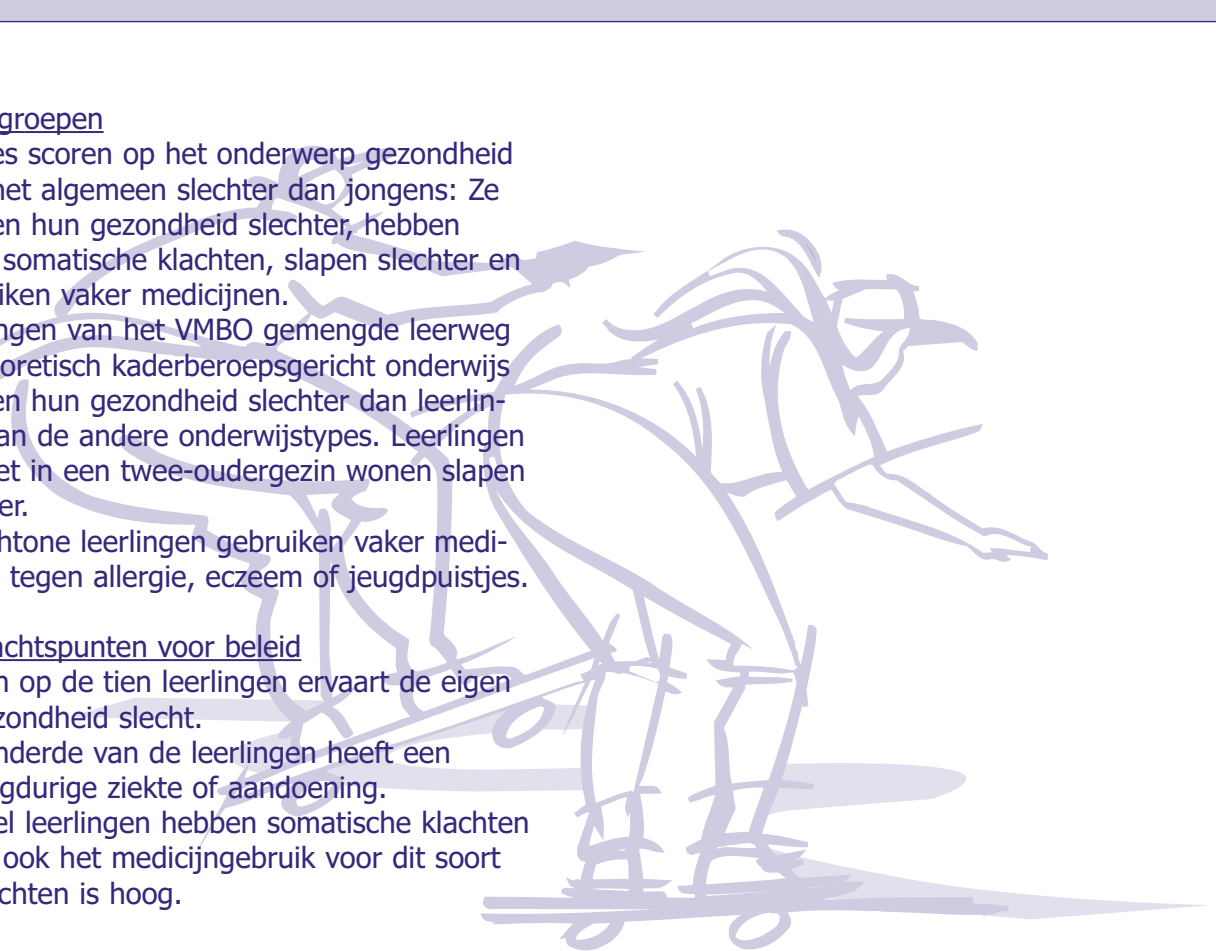 groepen
es scoren op het onderwerp gezondheid
het algemeen slechter dan jongens: Ze
en hun gezondheid slechter, hebben
somatische klachten, slapen slechter en
iken vaker medicijnen.
ngen van het VMBO gemengde leerweg
oretisch kaderberoepsgericht onderwijs
en hun gezondheid slechter dan leerlin-
an de andere onderwijstypes. Leerlingen
et in een twee-oudergezin wonen slapen
er.
htone leerlingen gebruiken vaker medi-
tegen allergie, eczeem of jeugdpuistjes.
achtspunten voor beleid
n op de tien leerlingen ervaart de eigen
zondheid slecht.
nderde van de leerlingen heeft een
gdurige ziekte of aandoening.
el leerlingen hebben somatische klachten
ook het medicijngebruik voor dit soort
chten is hoog.